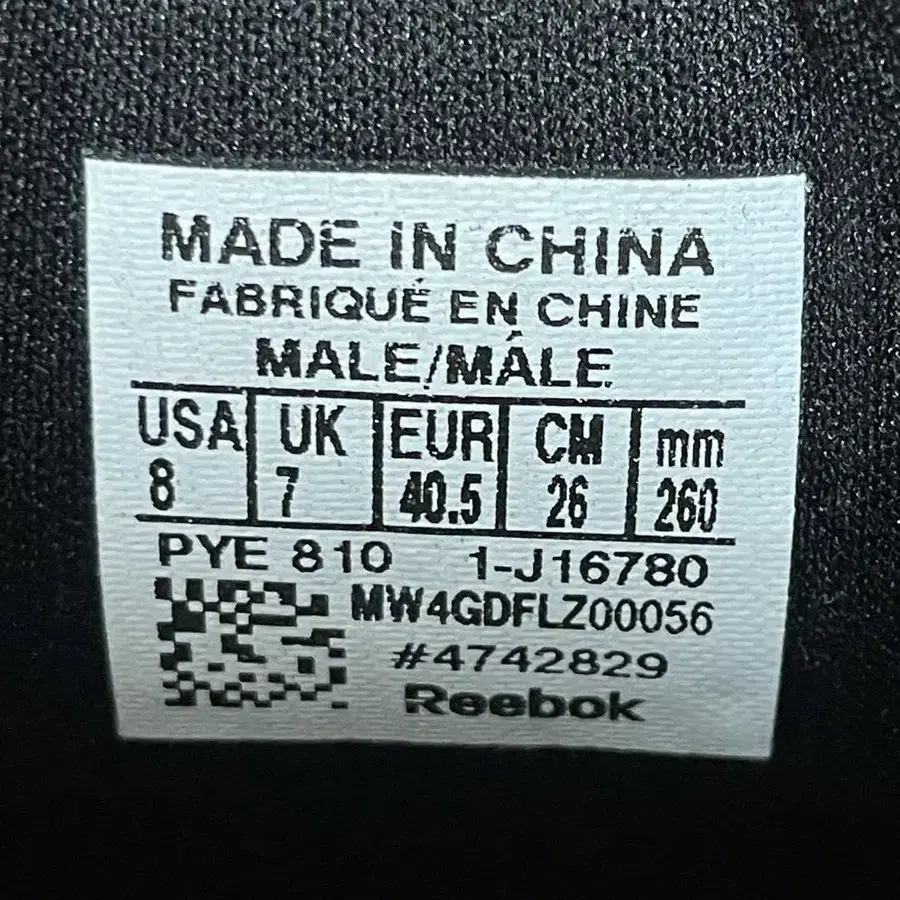 MADE IN CHINA
FABRIQUÉ EN CHINE
MALE/MÂLE
USA UK EUR CM mm
8 7 40.5 26 260
PYE 810 1-J16780
MW4GDFLZ00056
#4742829
Reebok